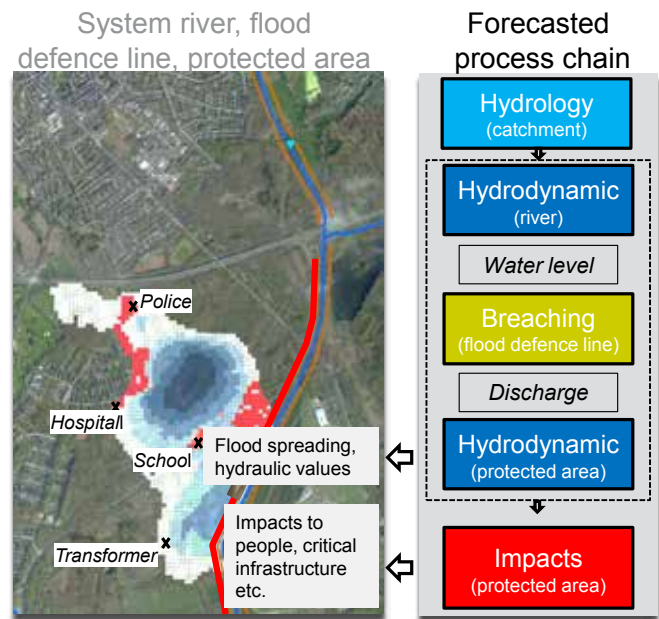 System river, flood
defence line, protected area
Police
Hospital
School
Transformer
Flood spreading,
hydraulic values
Impacts to
people, critical
infrastructure
etc.
Forecasted
process chain
Hydrology
(catchment)
Hydrodynamic
(river)
Water level
Breaching
(flood defence line)
Discharge
Hydrodynamic
(protected area)
Impacts
(protected area)